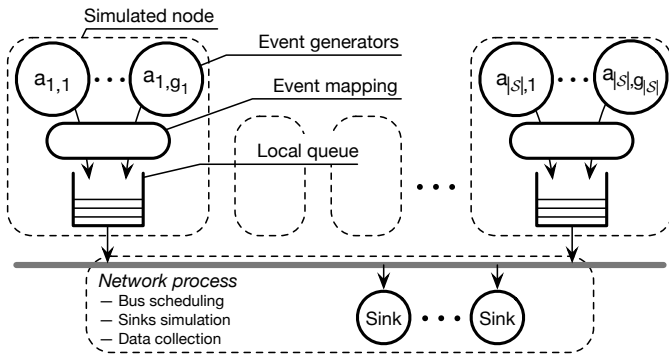 Simulated node
Event generators
a1,1 ••• a1,g1
a|S|,1 ••• a|S|,g|S|
Event mapping
Local queue
•••
Network process
— Bus scheduling
— Sinks simulation
— Data collection
Sink ••• Sink